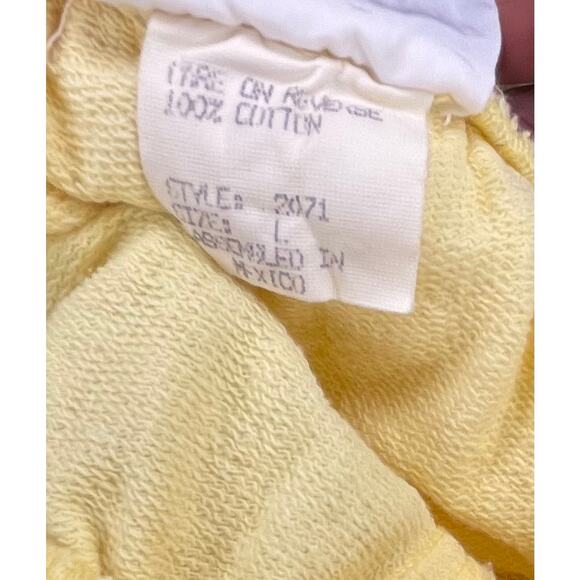 CARE ON REVERSE
100% COTTON
STYLE: 2071
SIZE: L
ASSEMBLED IN
MEXICO